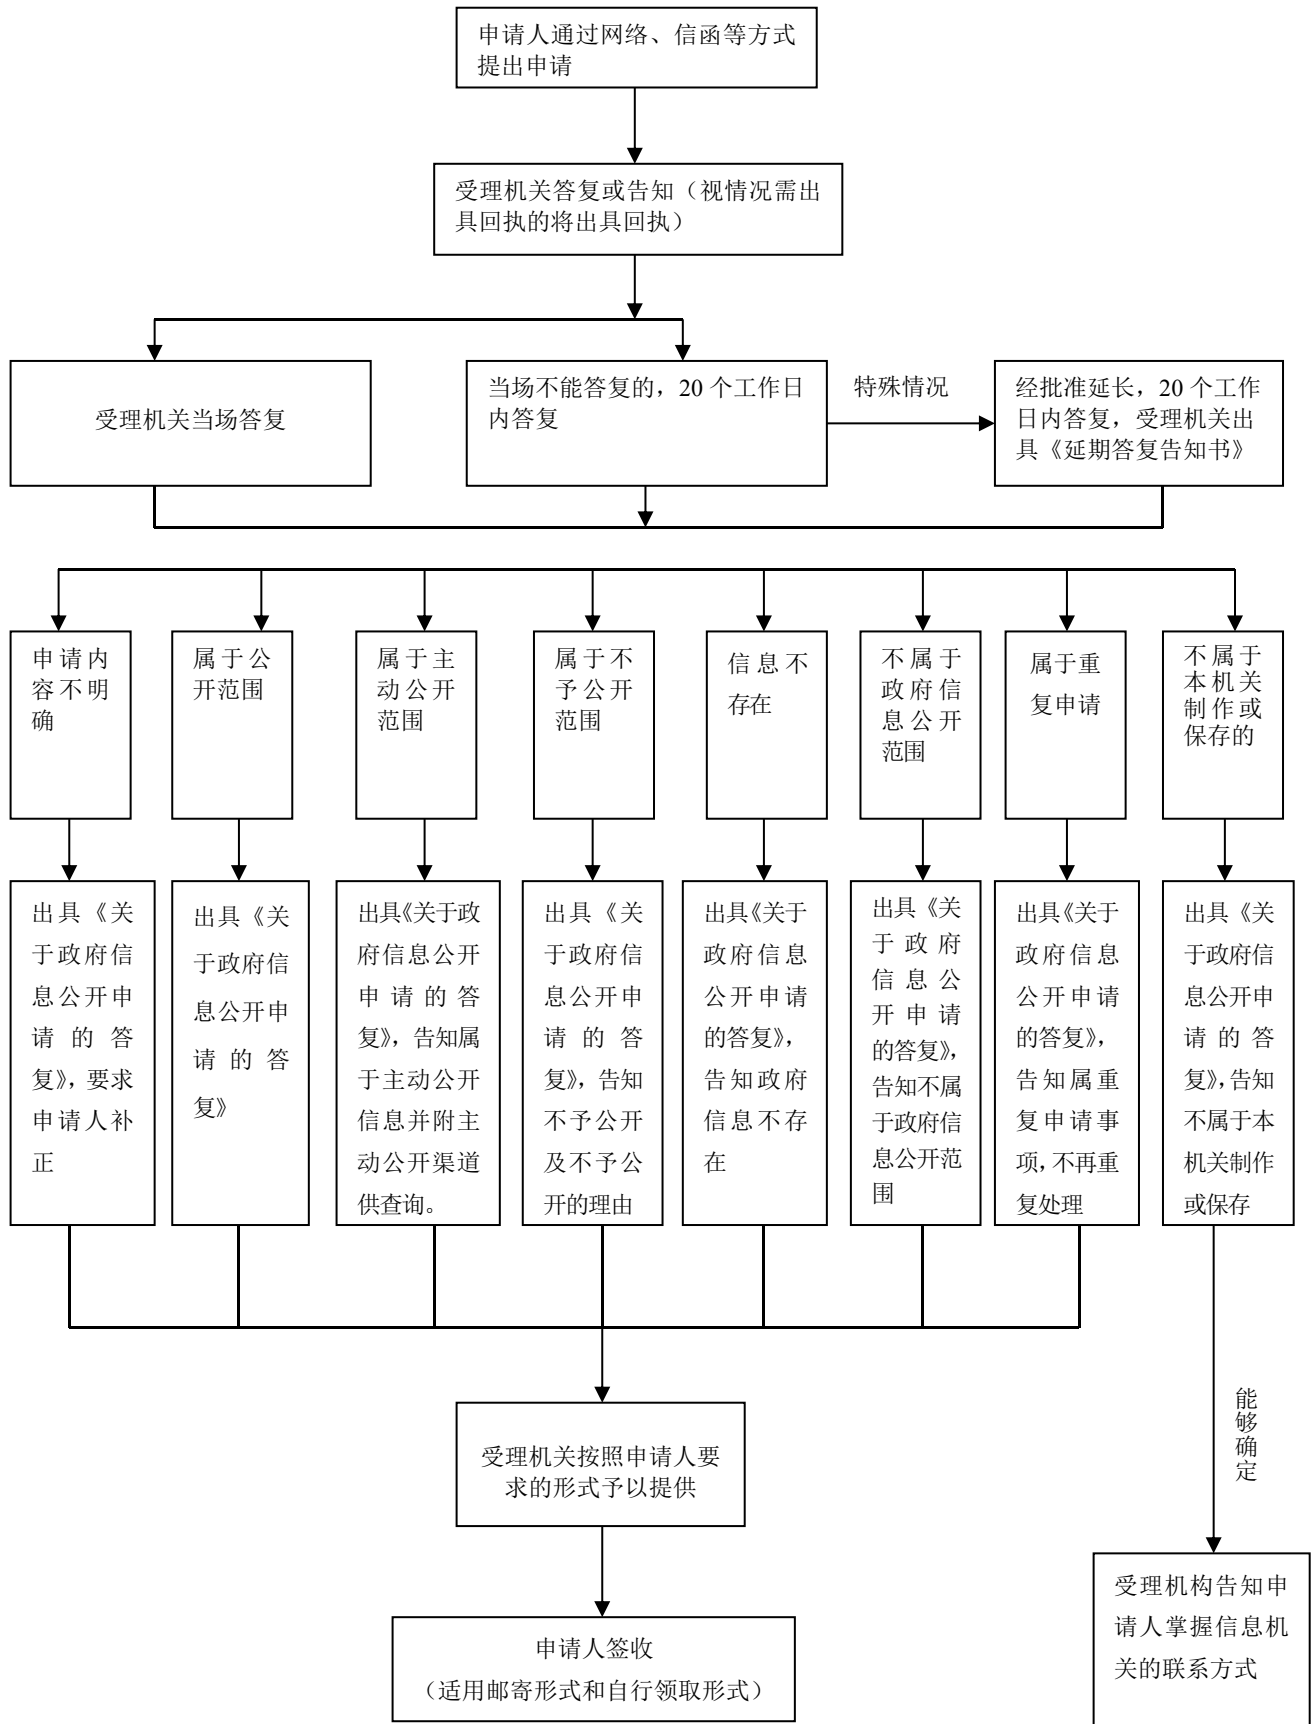 申请人通过网络、信函等方式
提出申请
受理机关答复或告知（视情况需出
具回执的将出具回执）
受理机关当场答复
当场不能答复的，20 个工作日
内答复
特殊情况
经批准延长，20 个工作
日内答复，受理机关出
具《延期答复告知书》
申请内
容不明
确
属于公
开范围
属于主
动公开
范围
属于不
予公开
范围
信息不
存在
不属于
政府信
息公开
范围
属于重
复申请
不属于
本机关
制作或
保存的
出具《关
于政府信
息公开申
请的答
复》，要求
申请人补
正
出具《关
于政府信
息公开申
请的答
复》
出具《关于政
府信息公开
申请的答
复》，告知属
于主动公开
信息并附主
动公开渠道
供查询。
出具《关
于政府信
息公开申
请的答
复》，告知
不予公开
及不予公
开的理由
出具《关于
政府信息
公开申请
的答复》，
告知政府
信息不存
在
出具《关
于政府
信息公
开申请
的答复》，
告知不属
于政府信
息公开范
围
出具《关于
政府信息
公开申请
的答复》，
告知属重
复申请事
项，不再重
复处理
出具《关
于政府信
息公开申
请的答
复》，告知
不属于本
机关制作
或保存
能够确定
受理机关按照申请人要
求的形式予以提供
申请人签收
（适用邮寄形式和自行领取形式）
受理机构告知申
请人掌握信息机
关的联系方式